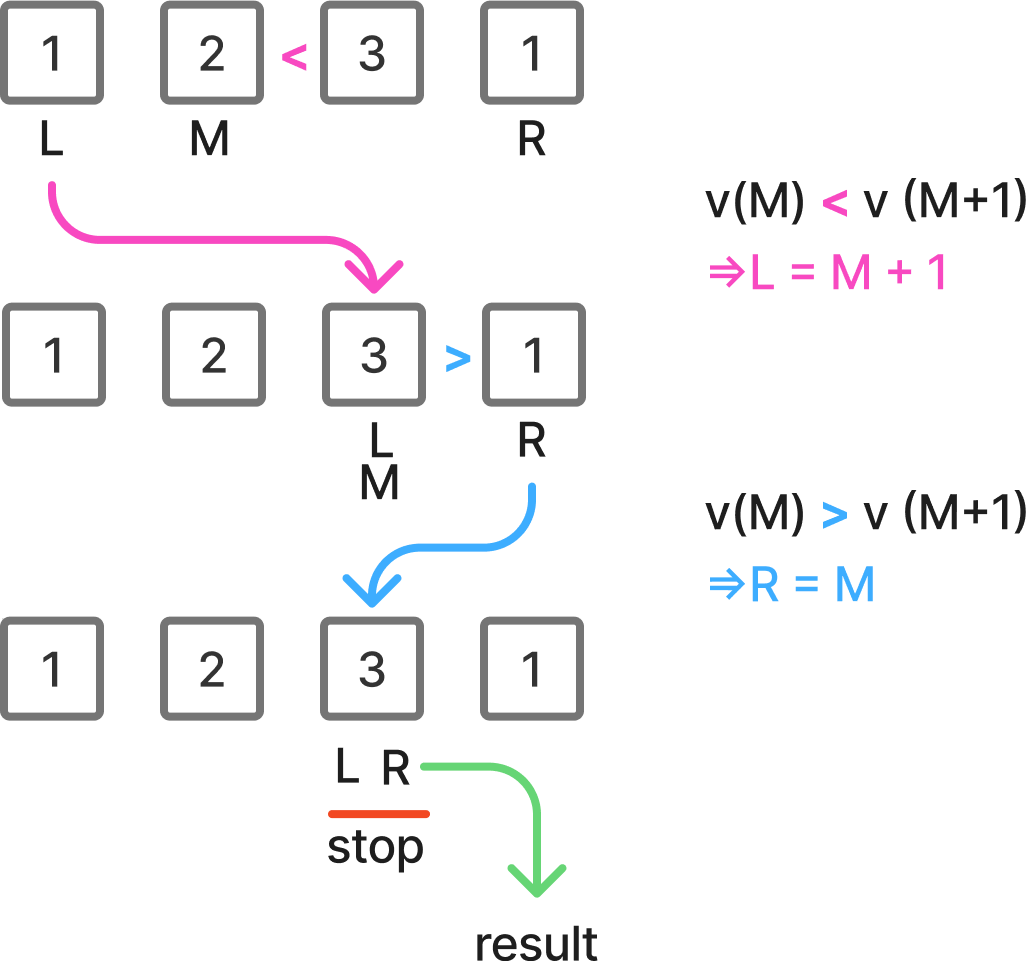 1 2 < 3 1
L M R
v(M) < v (M+1)
⇒L = M + 1
1 2 3 > 1
L R
M
v(M) > v (M+1)
⇒R = M
1 2 3 1
L R
stop
result